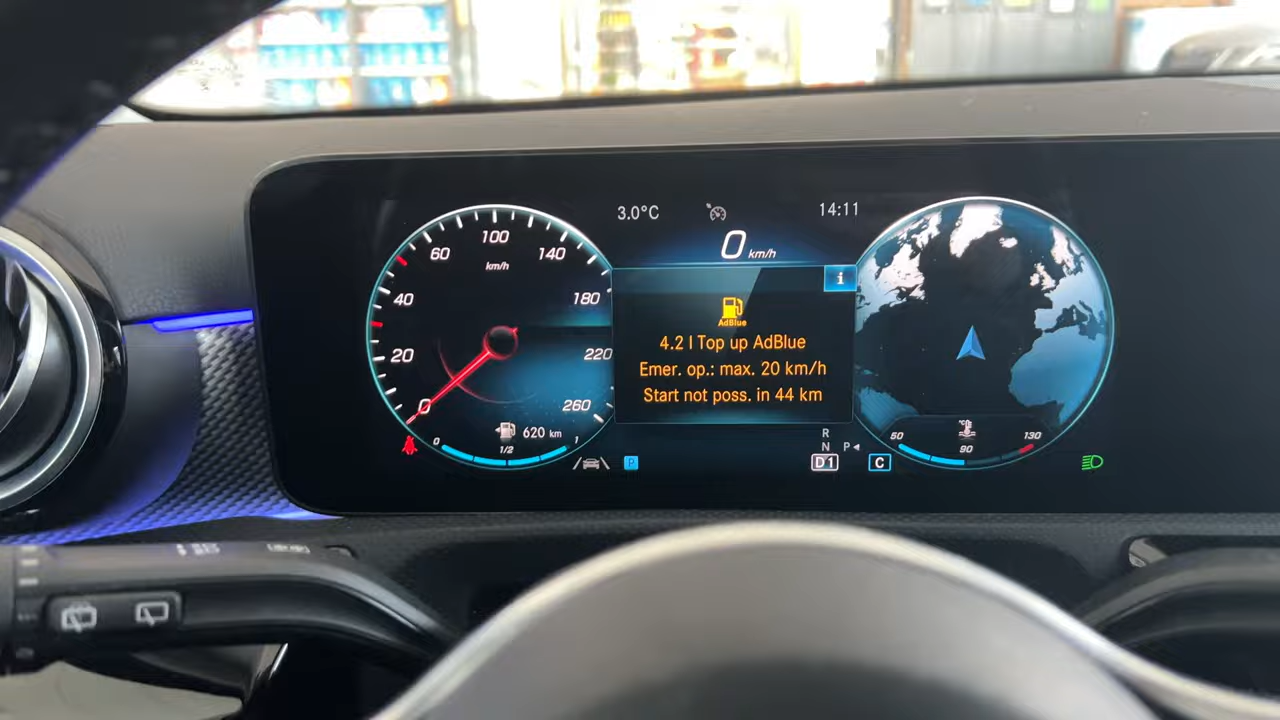 3.0°C
14:11
0 km/h
100
60
140
km/h
40
180
20
220
0
260
620 km
0
1/2
1
i
AdBlue
4.2 l Top up AdBlue
Emer. op.: max. 20 km/h
Start not poss. in 44 km
R
N
P
D1
C
P
50
90
130
°C